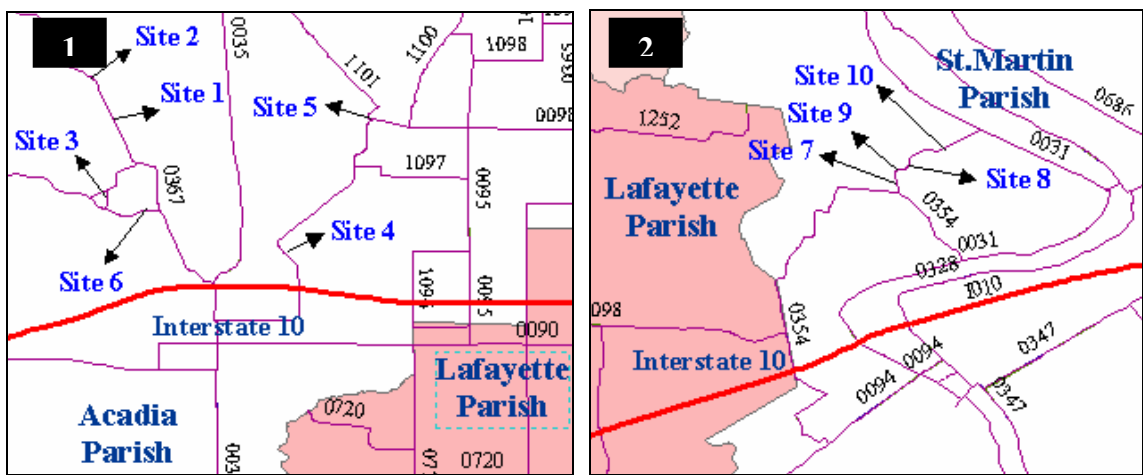 1
Site 2
0035
1101
1100
1098
0365
Site 1
Site 5
0098
Site 3
1097
0367
0095
Site 4
Site 6
1094
0095
Interstate 10
0090
Lafayette
Parish
Acadia
Parish
0720
0720
2
St.Martin
Parish
Site 10
0686
Site 9
1252
0031
Site 7
Site 8
Lafayette
Parish
0354
0031
0328
I010
098
0354
0347
Interstate 10
0094
0094
0347